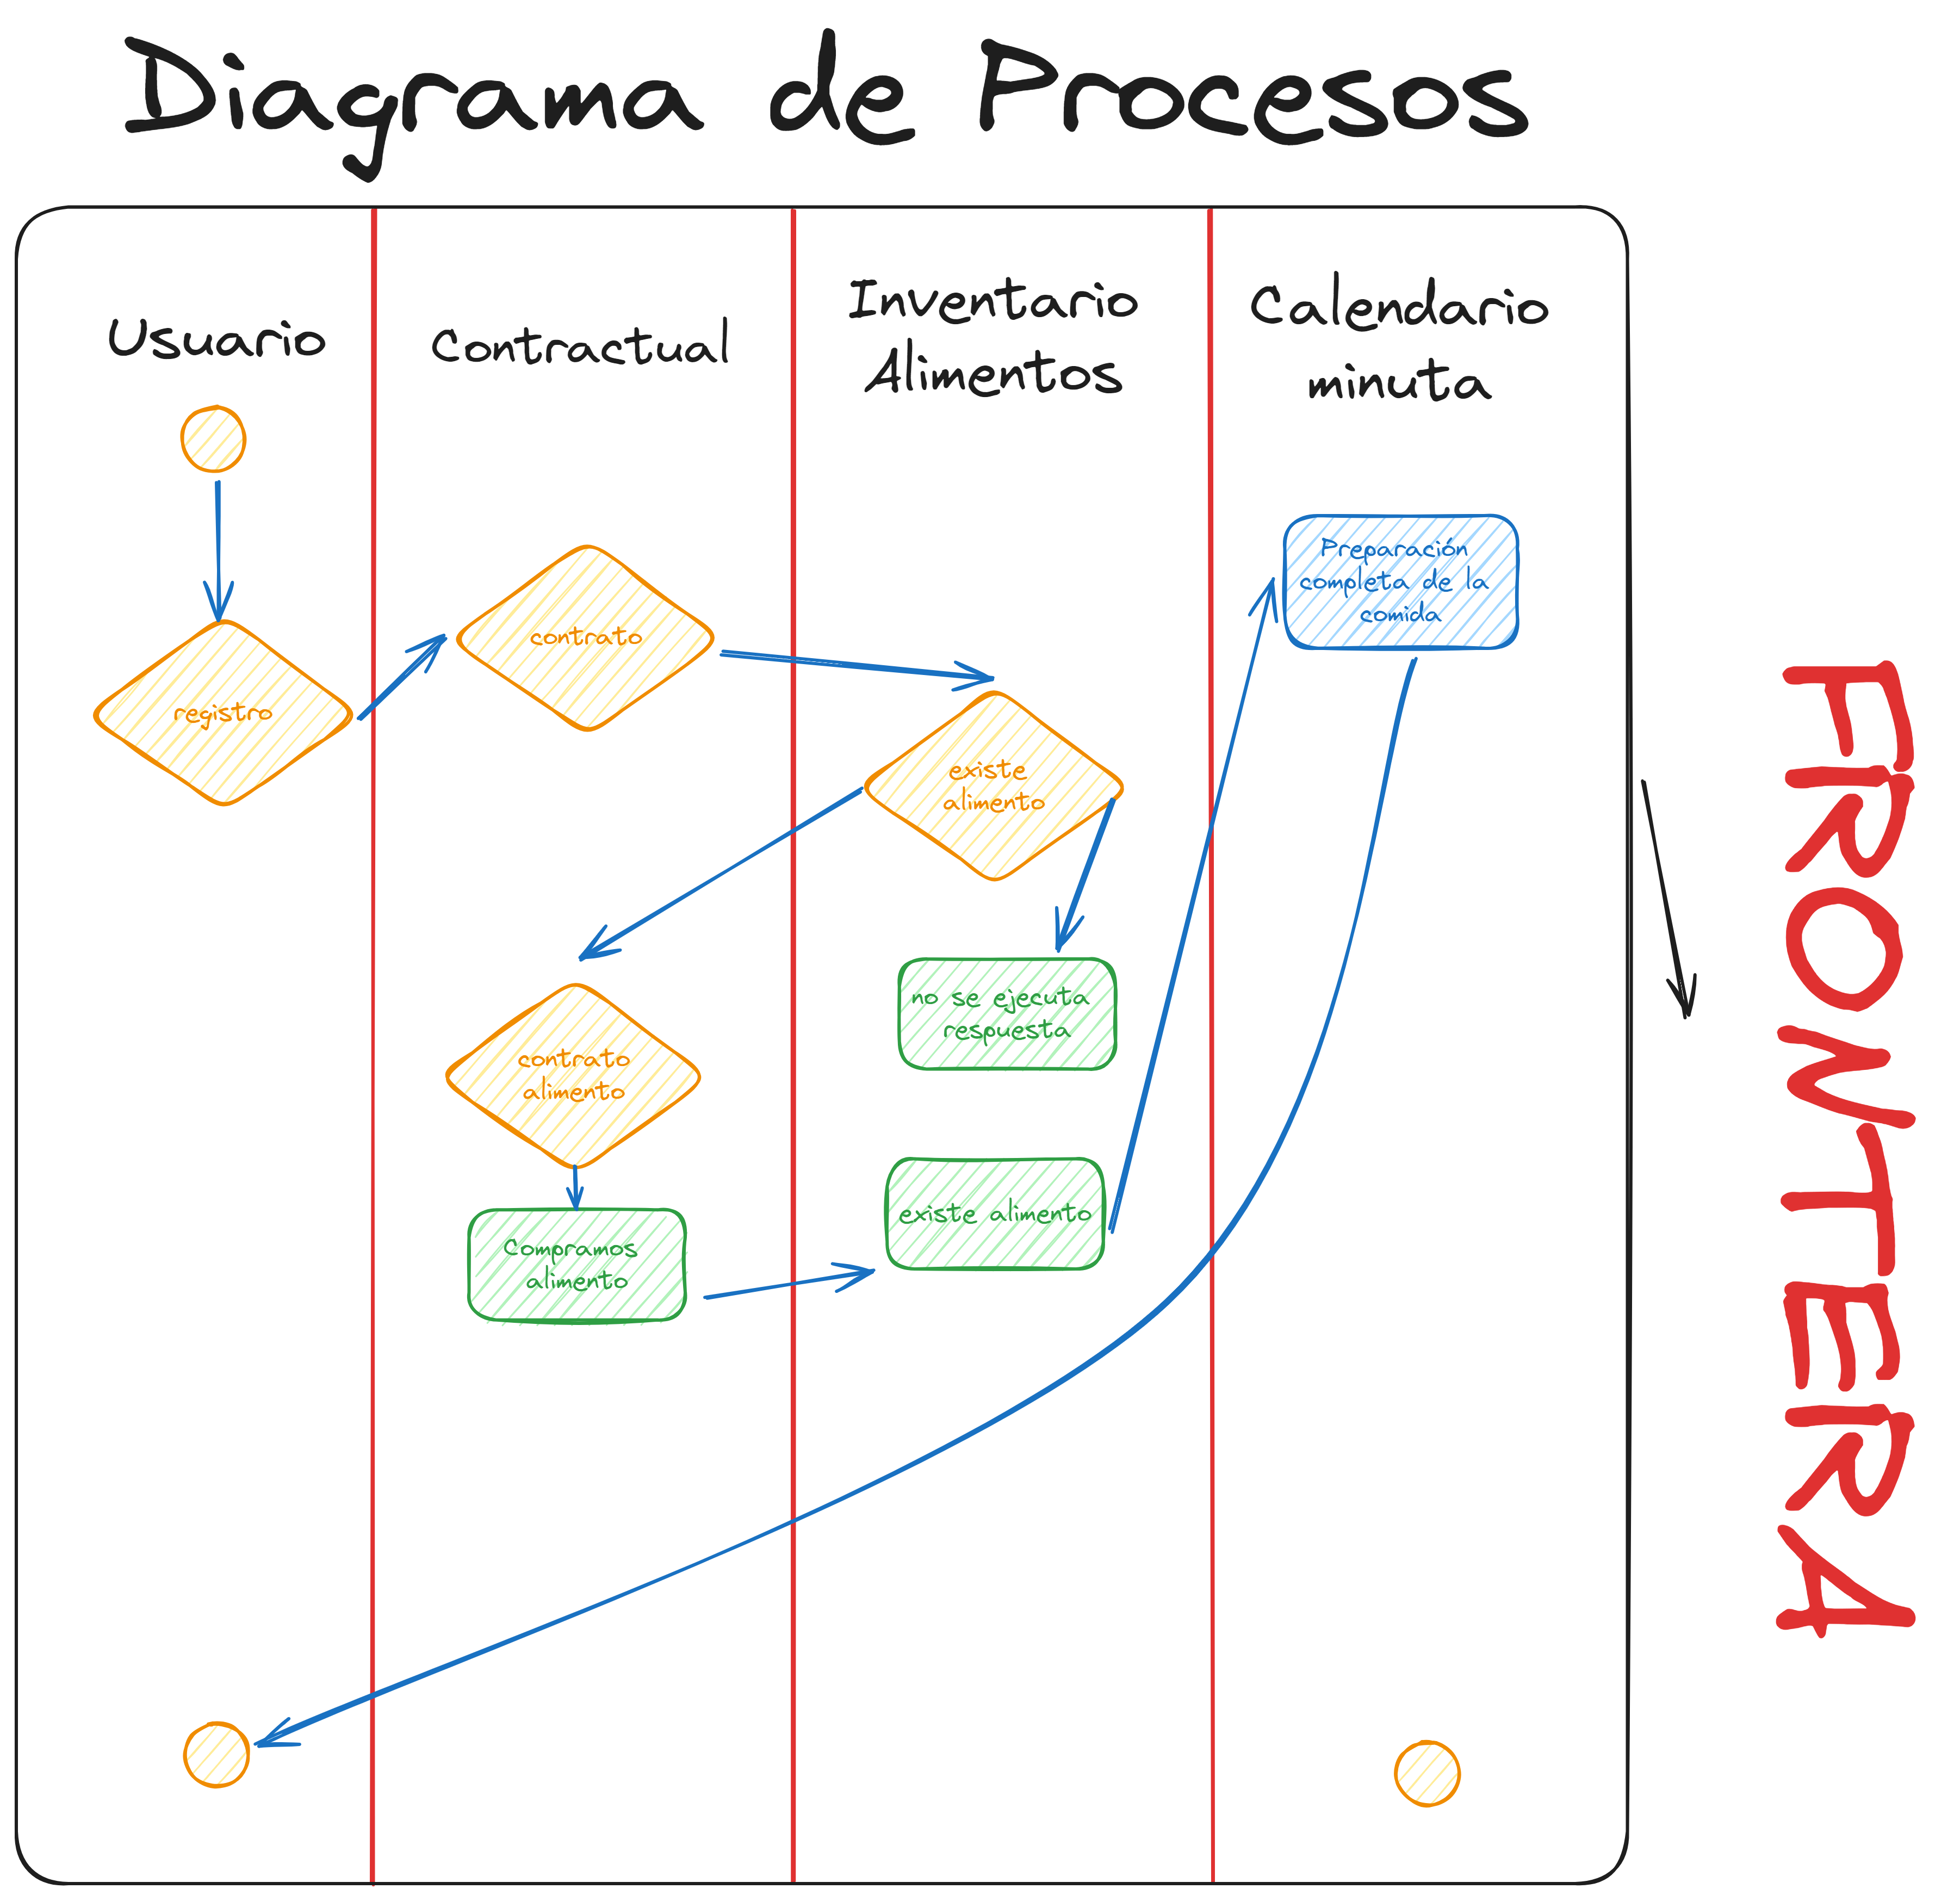 Diagrama de Procesos
Usuario
Contractual
Inventario
Alimentos
Calendario
minuta
Preparación
completa de la
comida
contrato
registro
existe
alimento
no se ejecuta
respuesta
contrato
alimento
existe alimento
Compramos
alimento
FRONTERA